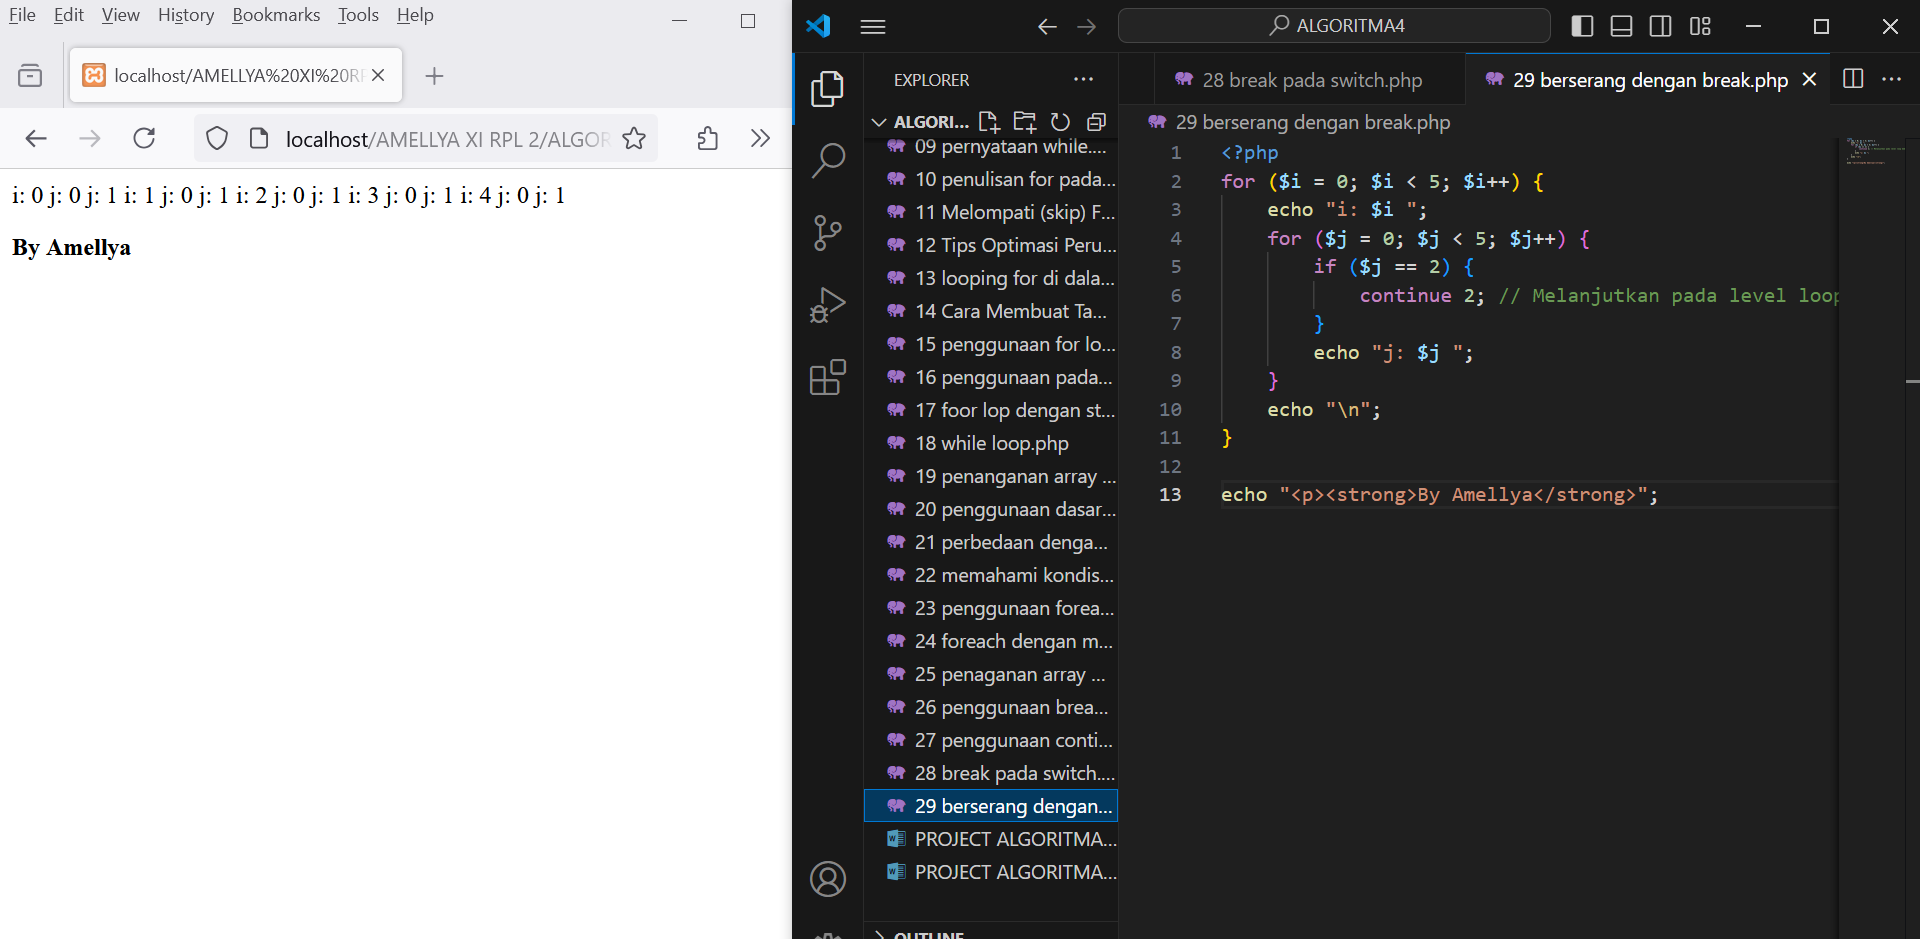 File Edit View History Bookmarks Tools Help
localhost/AMELLYA%20XI%20RP
localhost/AMELLYA XI RPL 2/ALGOR
i: 0 j: 0 j: 1 i: 1 j: 0 j: 1 i: 2 j: 0 j: 1 i: 3 j: 0 j: 1 i: 4 j: 0 j: 1
By Amellya
ALGORITMA4
EXPLORER
ALGORI...
09 pernyataan while....
10 penulisan for pada...
11 Melompati (skip) F...
12 Tips Optimasi Peru...
13 looping for di dala...
14 Cara Membuat Ta...
15 penggunaan for lo...
16 penggunaan pada...
17 foor lop dengan st...
18 while loop.php
19 penanganan array ...
20 penggunaan dasar...
21 perbedaan denga...
22 memahami kondis...
23 penggunaan forea...
24 foreach dengan m...
25 penaganan array ...
26 penggunaan brea...
27 penggunaan conti...
28 break pada switch....
29 berserang dengan...
PROJECT ALGORITMA...
PROJECT ALGORITMA...
OUTLINE
28 break pada switch.php
29 berserang dengan break.php
29 berserang dengan break.php
1 <?php
2 for ($i = 0; $i < 5; $i++) {
3 echo "i: $i ";
4 for ($j = 0; $j < 5; $j++) {
5 if ($j == 2) {
6 continue 2; // Melanjutkan pada level loop
7 }
8 echo "j: $j ";
9 }
10 echo "\n";
11 }
12
13 echo "<p><strong>By Amellya</strong>";